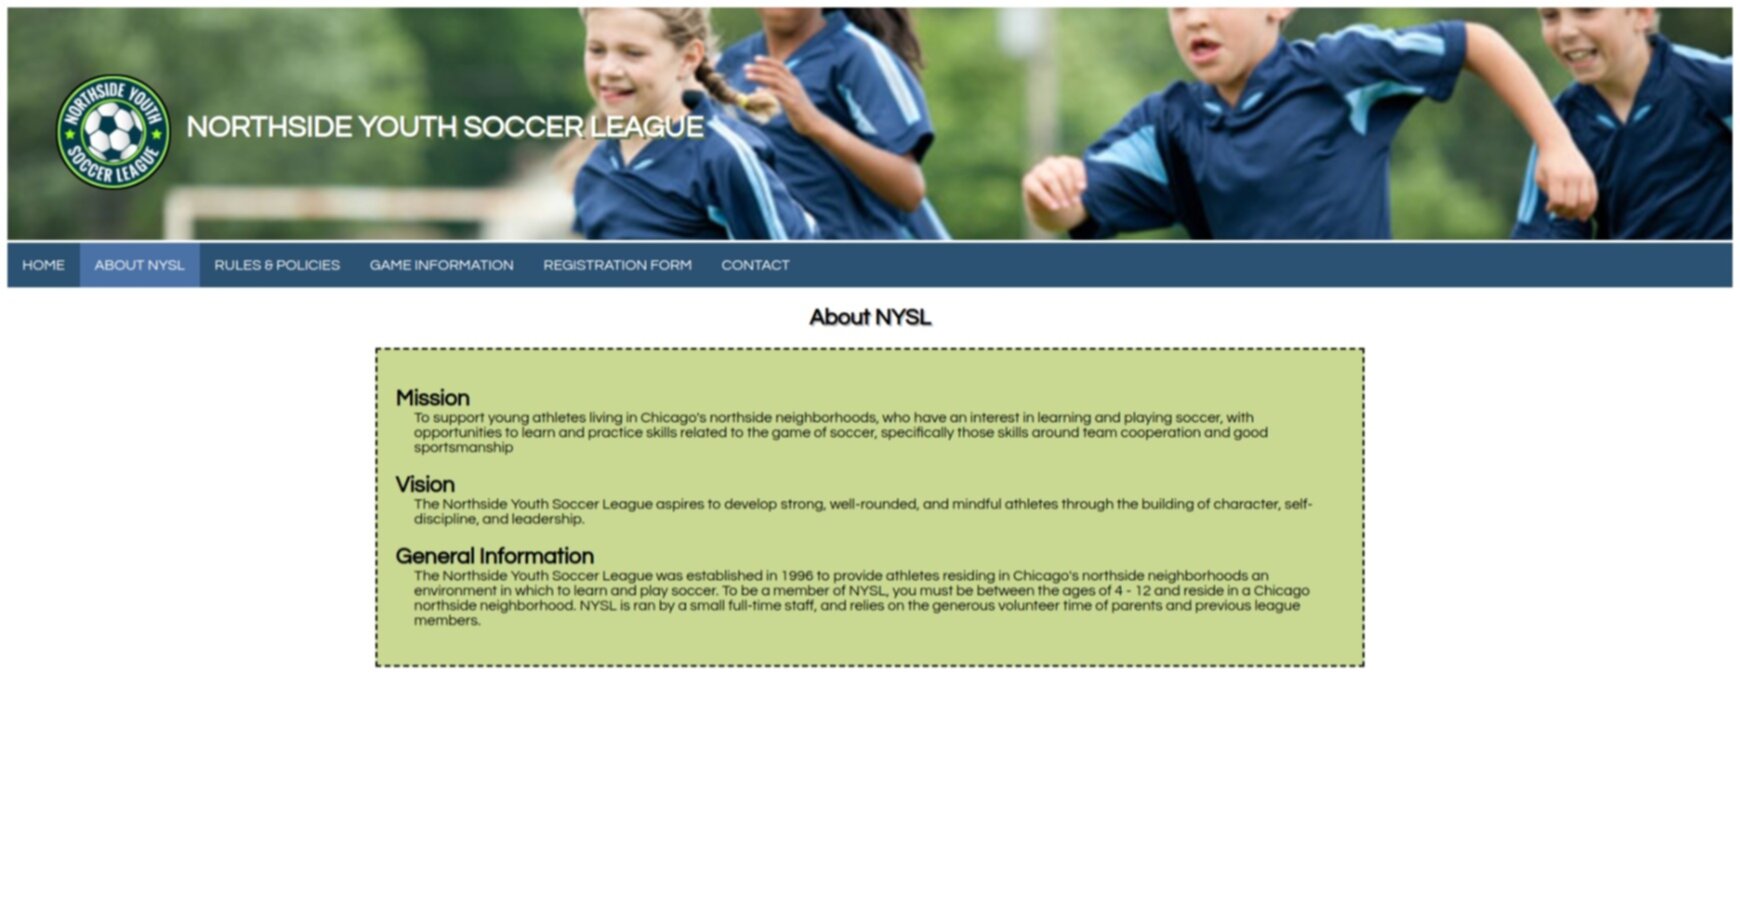 NORTHSIDE YOUTH
SOCCER LEAGUE
NORTHSIDE YOUTH SOCCER LEAGUE
HOME ABOUT NYSL RULES & POLICIES GAME INFORMATION REGISTRATION FORM CONTACT
About NYSL
Mission
To support young athletes living in Chicago's northside neighborhoods, who have an interest in learning and playing soccer, with
opportunities to learn and practice skills related to the game of soccer, specifically those skills around team cooperation and good
sportsmanship
Vision
The Northside Youth Soccer League aspires to develop strong, well-rounded, and mindful athletes through the building of character, self-
discipline, and leadership.
General Information
The Northside Youth Soccer League was established in 1996 to provide athletes residing in Chicago's northside neighborhoods an
environment in which to learn and play soccer. To be a member of NYSL, you must be between the ages of 4 - 12 and reside in a Chicago
northside neighborhood. NYSL is ran by a small full-time staff, and relies on the generous volunteer time of parents and previous league
members.